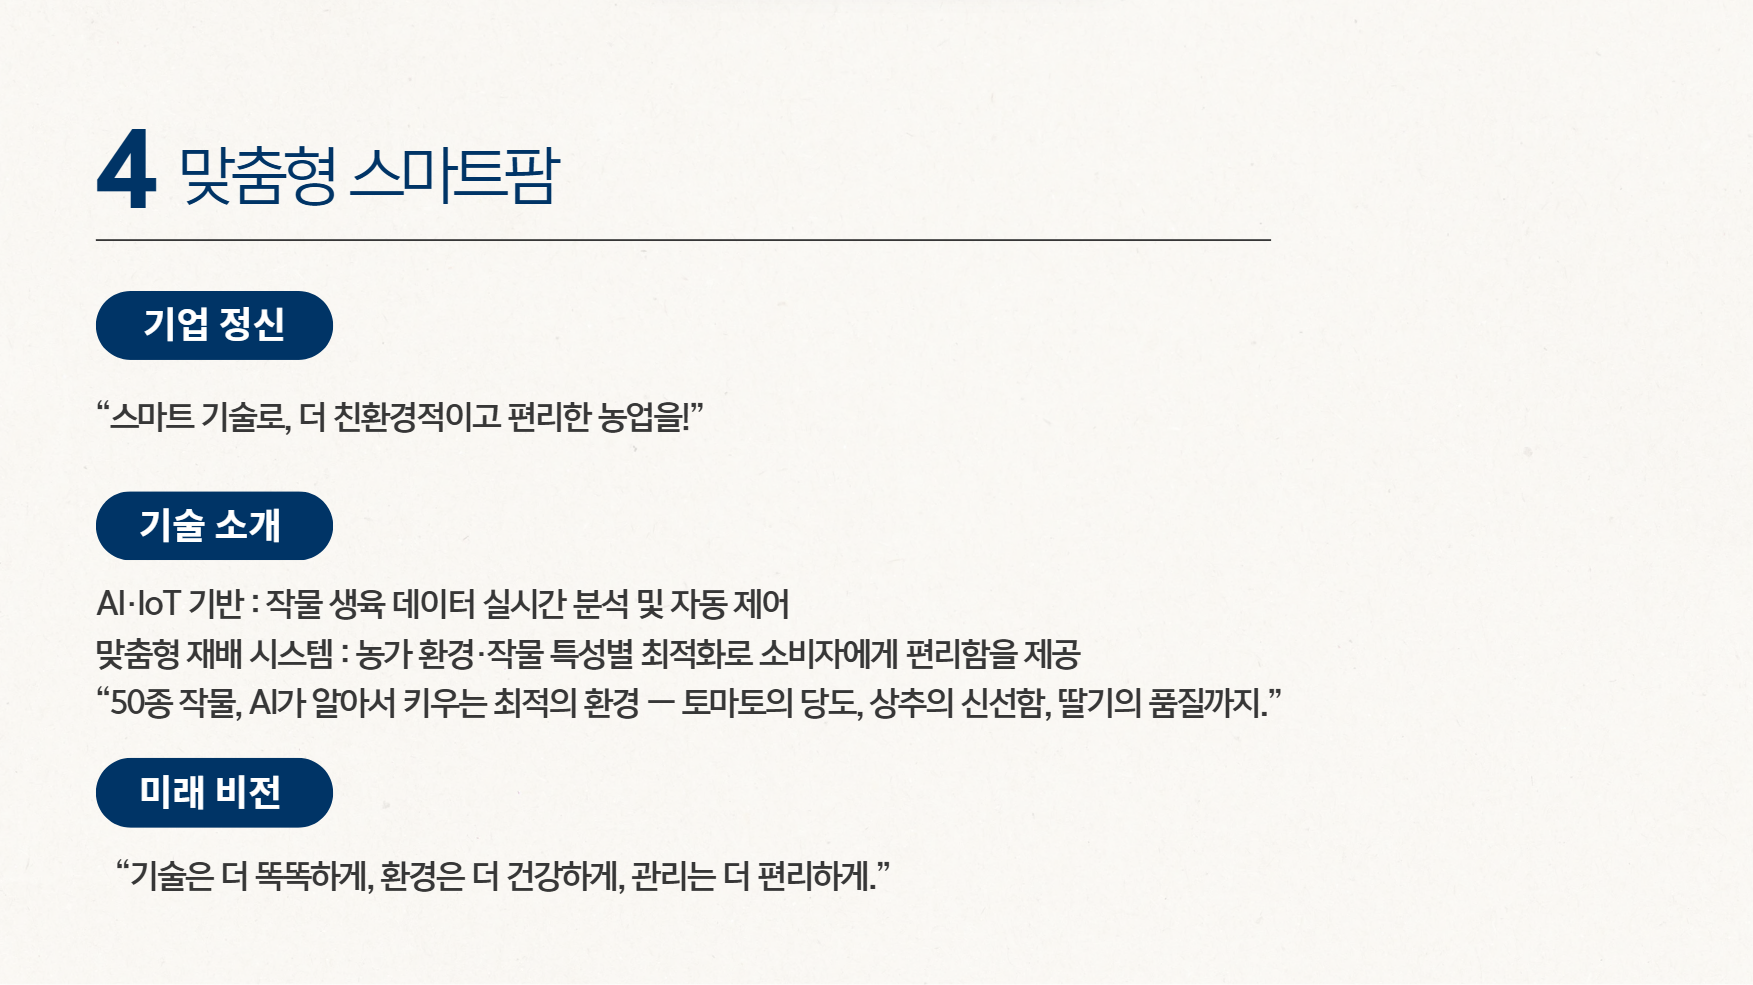 4 맞춤형 스마트팜
기업 정신
“스마트 기술로, 더 친환경적이고 편리한 농업을!”
기술 소개
AI·IoT 기반 : 작물 생육 데이터 실시간 분석 및 자동 제어
맞춤형 재배 시스템 : 농가 환경·작물 특성별 최적화로 소비자에게 편리함을 제공
“50종 작물, AI가 알아서 키우는 최적의 환경 — 토마토의 당도, 상추의 신선함, 딸기의 품질까지.”
미래 비전
“기술은 더 똑똑하게, 환경은 더 건강하게, 관리는 더 편리하게.”